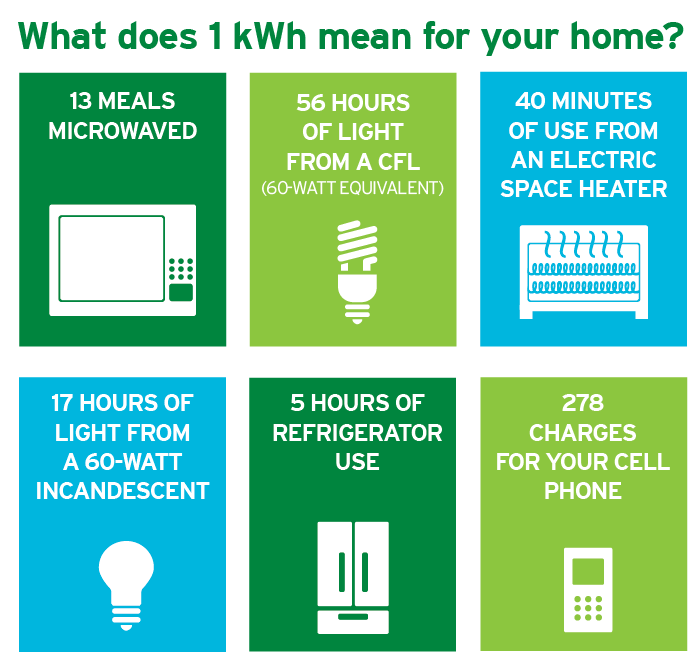 What does 1 kWh mean for your home?
13 MEALS
MICROWAVED
56 HOURS
OF LIGHT
FROM A CFL
(60-WATT EQUIVALENT)
40 MINUTES
OF USE FROM
AN ELECTRIC
SPACE HEATER
17 HOURS OF
LIGHT FROM
A 60-WATT
INCANDESCENT
5 HOURS OF
REFRIGERATOR
USE
278
CHARGES
FOR YOUR CELL
PHONE